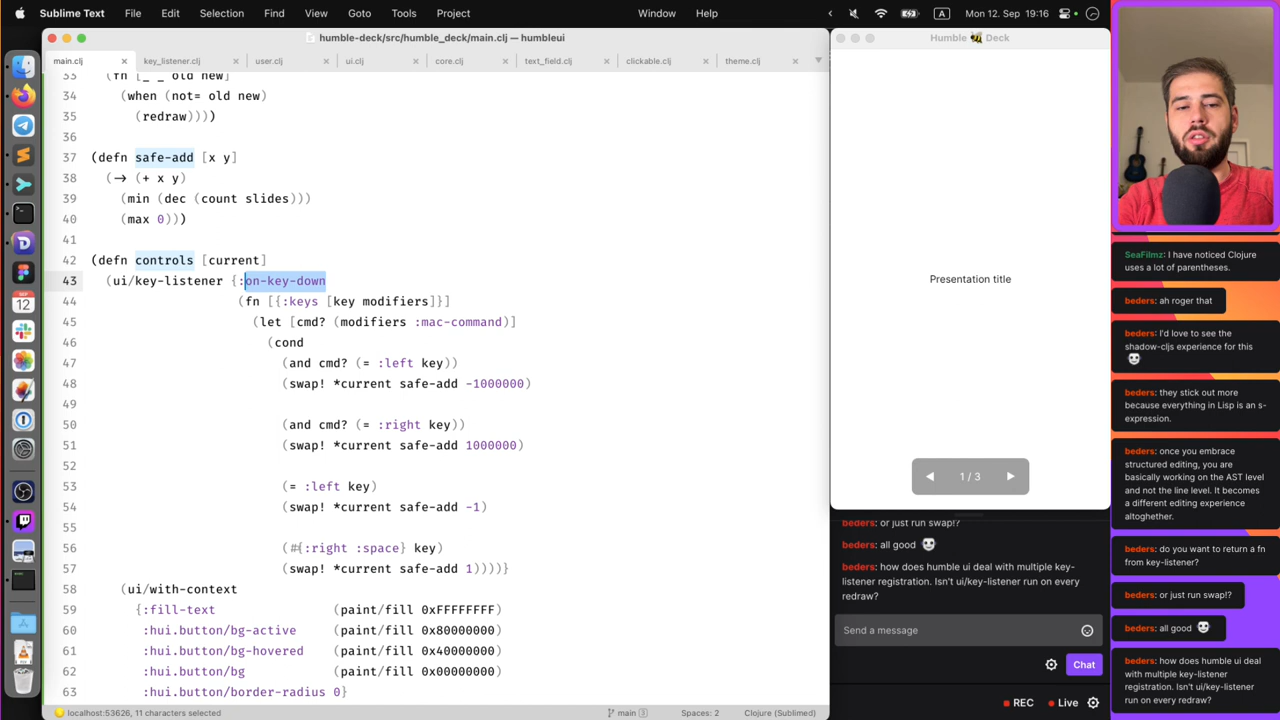 Sublime Text File Edit Selection Find View Goto Tools Project Window Help A Mon 12. Sep 19:16
humble-deck/src/humble_deck/main.clj — humbleui
main.clj key_listener.clj user.clj ui.clj core.clj text_field.clj clickable.clj theme.clj
33 (fn [_ _ old new]
34 (when (not= old new)
35 (redraw))))
36
37 (defn safe-add [x y]
38 (-> (+ x y)
39 (min (dec (count slides)))
40 (max 0)))
41
42 (defn controls [current]
43 (ui/key-listener {:on-key-down
44 (fn [{:keys [key modifiers]}]
45 (let [cmd? (modifiers :mac-command)]
46 (cond
47 (and cmd? (= :left key))
48 (swap! *current safe-add -1000000)
49
50 (and cmd? (= :right key))
51 (swap! *current safe-add 1000000)
52
53 (= :left key)
54 (swap! *current safe-add -1)
55
56 (#{:right :space} key)
57 (swap! *current safe-add 1))))}
58 (ui/with-context
59 {:fill-text (paint/fill 0xFFFFFFFF)
60 :hui.button/bg-active (paint/fill 0x80000000)
61 :hui.button/bg-hovered (paint/fill 0x40000000)
62 :hui.button/bg (paint/fill 0x00000000)
63 :hui.button/border-radius 0}
localhost:53626, 11 characters selected main 3 Spaces: 2 Clojure (Sublimed)
SEP
12
Humble 🐝 Deck
Presentation title
◀ 1 / 3 ▶
beders: or just run swap!?
beders: all good
beders: how does humble ui deal with multiple key-
listener registration. Isn't ui/key-listener run on every
redraw?
Send a message
Chat
REC Live
SeaFilmz: I have noticed Clojure
uses a lot of parentheses.
beders: ah roger that
beders: I'd love to see the
shadow-cljs experience for this
beders: they stick out more
because everything in Lisp is an s-
expression.
beders: once you embrace
structured editing, you are
basically working on the AST level
and not the line level. It becomes
a different editing experience
altoghether.
beders: do you want to return a fn
from key-listener?
beders: or just run swap!?
beders: all good
beders: how does humble ui deal
with multiple key-listener
registration. Isn't ui/key-listener
run on every redraw?